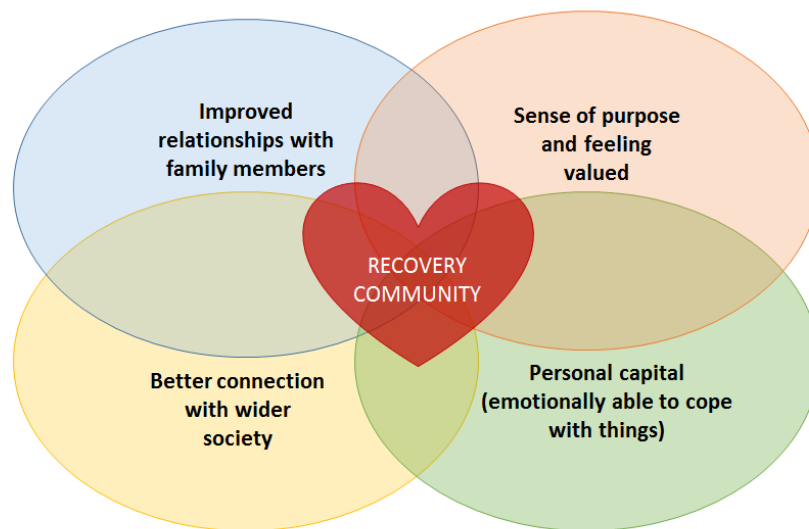 Improved
relationships with
family members
Sense of purpose
and feeling
valued
RECOVERY
COMMUNITY
Better connection
with wider
society
Personal capital
(emotionally able to cope
with things)